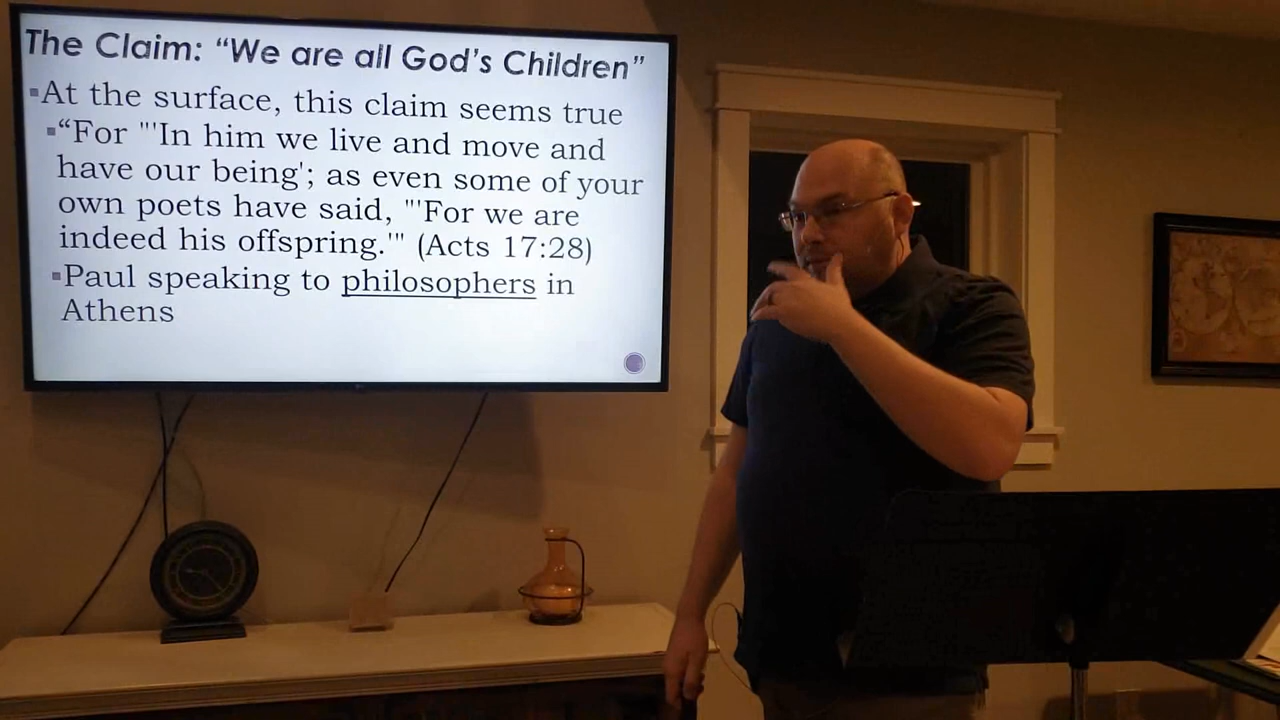 The Claim: “We are all God’s Children”
▪At the surface, this claim seems true
▪“For "'In him we live and move and
have our being'; as even some of your
own poets have said, "'For we are
indeed his offspring.'" (Acts 17:28)
▪Paul speaking to philosophers in
Athens